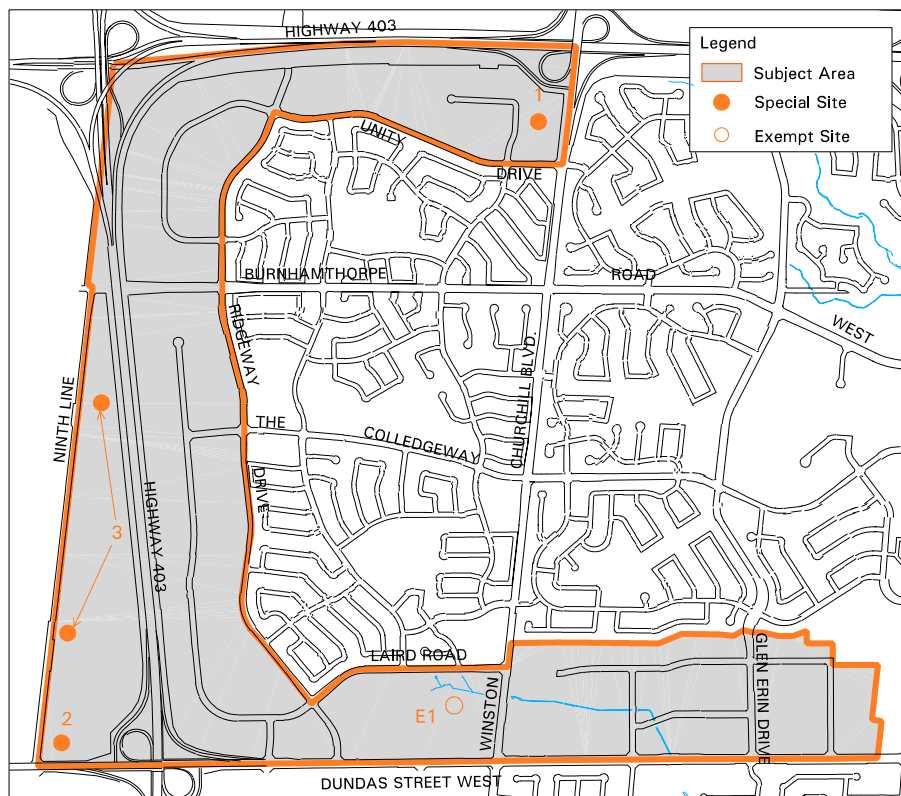 HIGHWAY 403
Legend
Subject Area
Special Site
Exempt Site
1
UNITY
DRIVE
BURNHAMTHORPE
ROAD
WEST
RIDGEWAY
DRIVE
CHURCHILL BLVD.
NINTH LINE
THE
COLLEDGEWAY
HIGHWAY 403
3
LAIRD ROAD
GLEN ERIN DRIVE
WINSTON
E1
2
DUNDAS STREET WEST